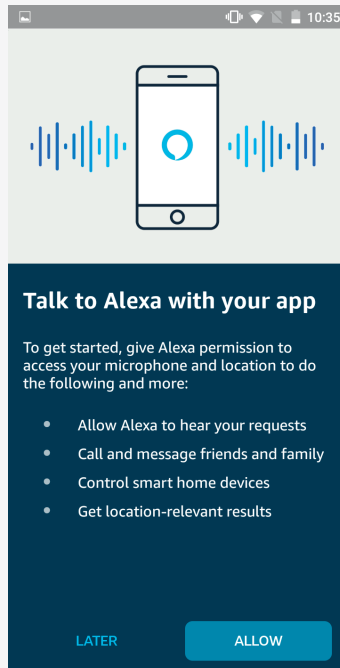 10:35
Talk to Alexa with your app
To get started, give Alexa permission to
access your microphone and location to do
the following and more:
Allow Alexa to hear your requests
Call and message friends and family
Control smart home devices
Get location-relevant results
LATER ALLOW